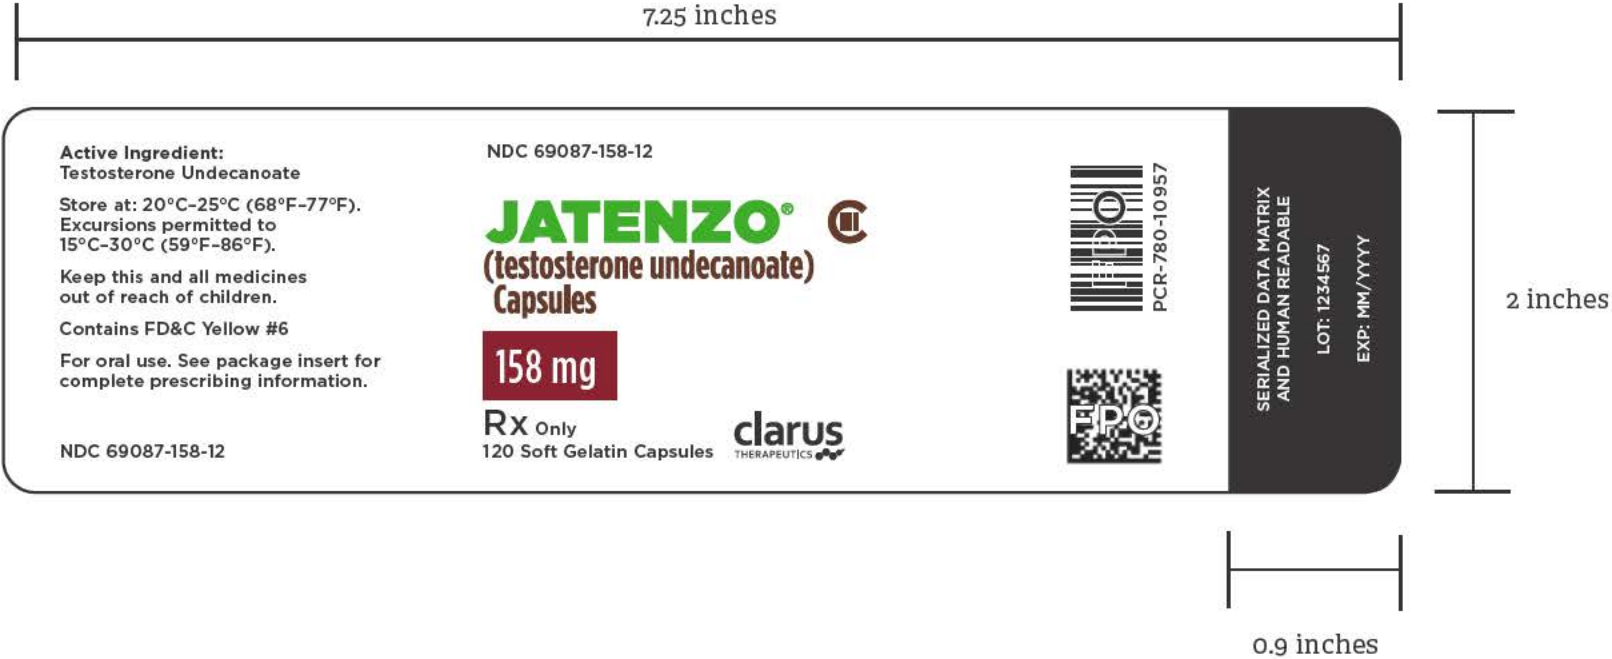 7.25 inches
Active Ingredient:
Testosterone Undecanoate
Store at: 20°C–25°C (68°F–77°F).
Excursions permitted to
15°C–30°C (59°F–86°F).
Keep this and all medicines
out of reach of children.
Contains FD&C Yellow #6
For oral use. See package insert for
complete prescribing information.
NDC 69087-158-12
NDC 69087-158-12
JATENZO® CIII
(testosterone undecanoate)
Capsules
158 mg
Rx Only
120 Soft Gelatin Capsules
clarus
THERAPEUTICS
FPO
PCR-780-10957
FPO
SERIALIZED DATA MATRIX
AND HUMAN READABLE
LOT: 1234567
EXP: MM/YYYY
2 inches
0.9 inches